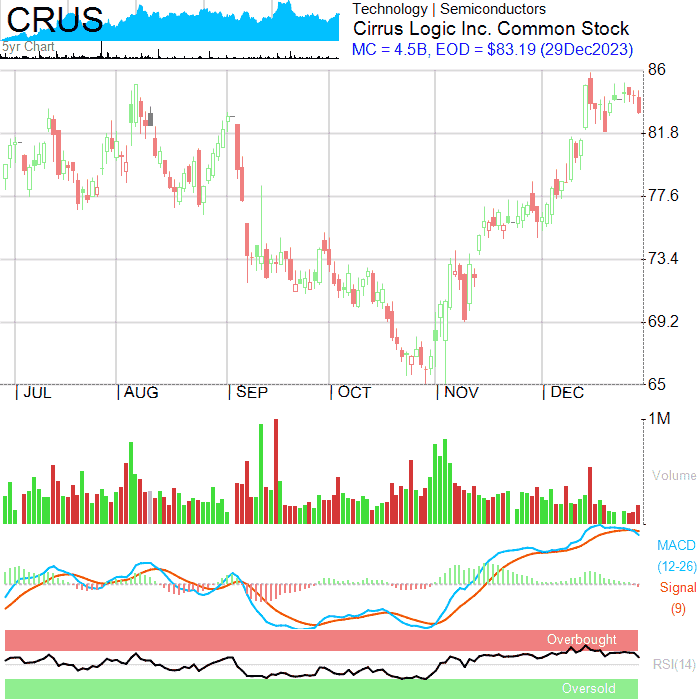 CRUS
5yr Chart
Technology | Semiconductors
Cirrus Logic Inc. Common Stock
MC = 4.5B, EOD = $83.19 (29Dec2023)
86
81.8
77.6
73.4
69.2
65
| JUL | AUG | SEP | OCT | NOV | DEC
1M
Volume
MACD
(12-26)
Signal
(9)
Overbought
RSI(14)
Oversold